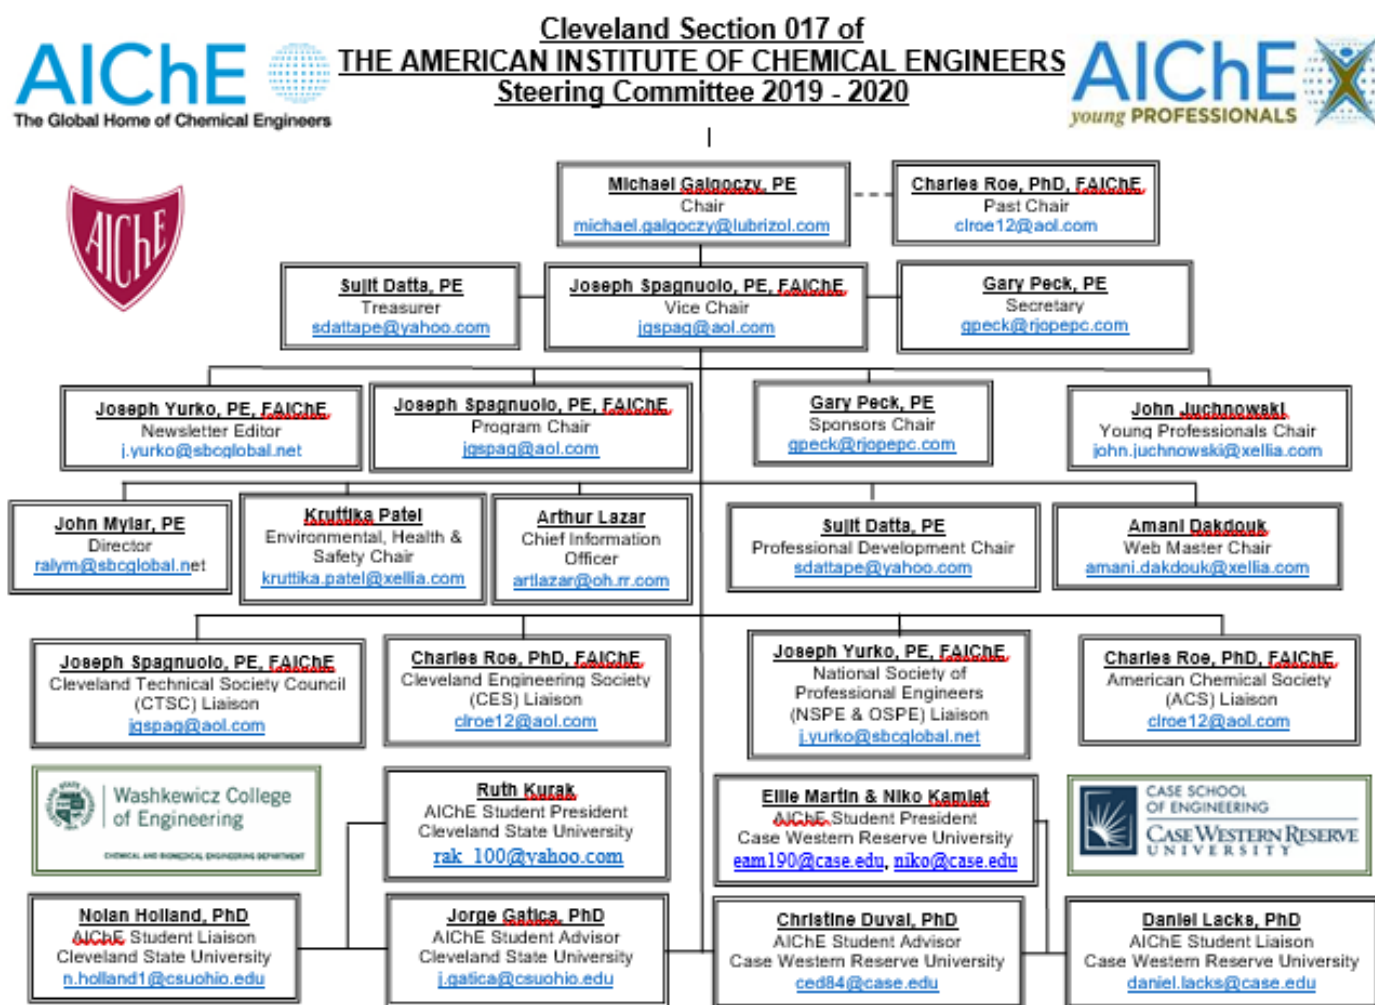 Cleveland Section 017 of
THE AMERICAN INSTITUTE OF CHEMICAL ENGINEERS
Steering Committee 2019 - 2020
AIChE
The Global Home of Chemical Engineers
AIChE
young PROFESSIONALS
AIChE
Michael Galgoczy, PE
Chair
michael.galgoczy@lubrizol.com
Charles Roe, PhD, FAIChE
Past Chair
clroe12@aol.com
Sujit Datta, PE
Treasurer
sdattape@yahoo.com
Joseph Spagnuolo, PE, FAIChE
Vice Chair
jgspag@aol.com
Gary Peck, PE
Secretary
gpeck@rjopepc.com
Joseph Yurko, PE, FAIChE
Newsletter Editor
j.yurko@sbcglobal.net
Joseph Spagnuolo, PE, FAIChE
Program Chair
jgspag@aol.com
Gary Peck, PE
Sponsors Chair
gpeck@rjopepc.com
John Juchnowski
Young Professionals Chair
john.juchnowski@xellia.com
John Mylar, PE
Director
ralym@sbcglobal.net
Kruttika Patel
Environmental, Health &
Safety Chair
kruttika.patel@xellia.com
Arthur Lazar
Chief Information
Officer
artlazar@oh.rr.com
Sujit Datta, PE
Professional Development Chair
sdattape@yahoo.com
Amani Dakdouk
Web Master Chair
amani.dakdouk@xellia.com
Joseph Spagnuolo, PE, FAIChE
Cleveland Technical Society Council
(CTSC) Liaison
jgspag@aol.com
Charles Roe, PhD, FAIChE
Cleveland Engineering Society
(CES) Liaison
clroe12@aol.com
Joseph Yurko, PE, FAIChE
National Society of
Professional Engineers
(NSPE & OSPE) Liaison
j.yurko@sbcglobal.net
Charles Roe, PhD, FAIChE
American Chemical Society
(ACS) Liaison
clroe12@aol.com
Washkewicz College
of Engineering
CHEMICAL AND BIOMEDICAL ENGINEERING DEPARTMENT
Ruth Kurak
AIChE Student President
Cleveland State University
rak_100@yahoo.com
Ellie Martin & Niko Kamlet
AIChE Student President
Case Western Reserve University
eam190@case.edu, niko@case.edu
CASE SCHOOL
OF ENGINEERING
CASE WESTERN RESERVE
UNIVERSITY
Nolan Holland, PhD
AIChE Student Liaison
Cleveland State University
n.holland1@csuohio.edu
Jorge Gatica, PhD
AIChE Student Advisor
Cleveland State University
j.gatica@csuohio.edu
Christine Duval, PhD
AIChE Student Advisor
Case Western Reserve University
ced84@case.edu
Daniel Lacks, PhD
AIChE Student Liaison
Case Western Reserve University
daniel.lacks@case.edu